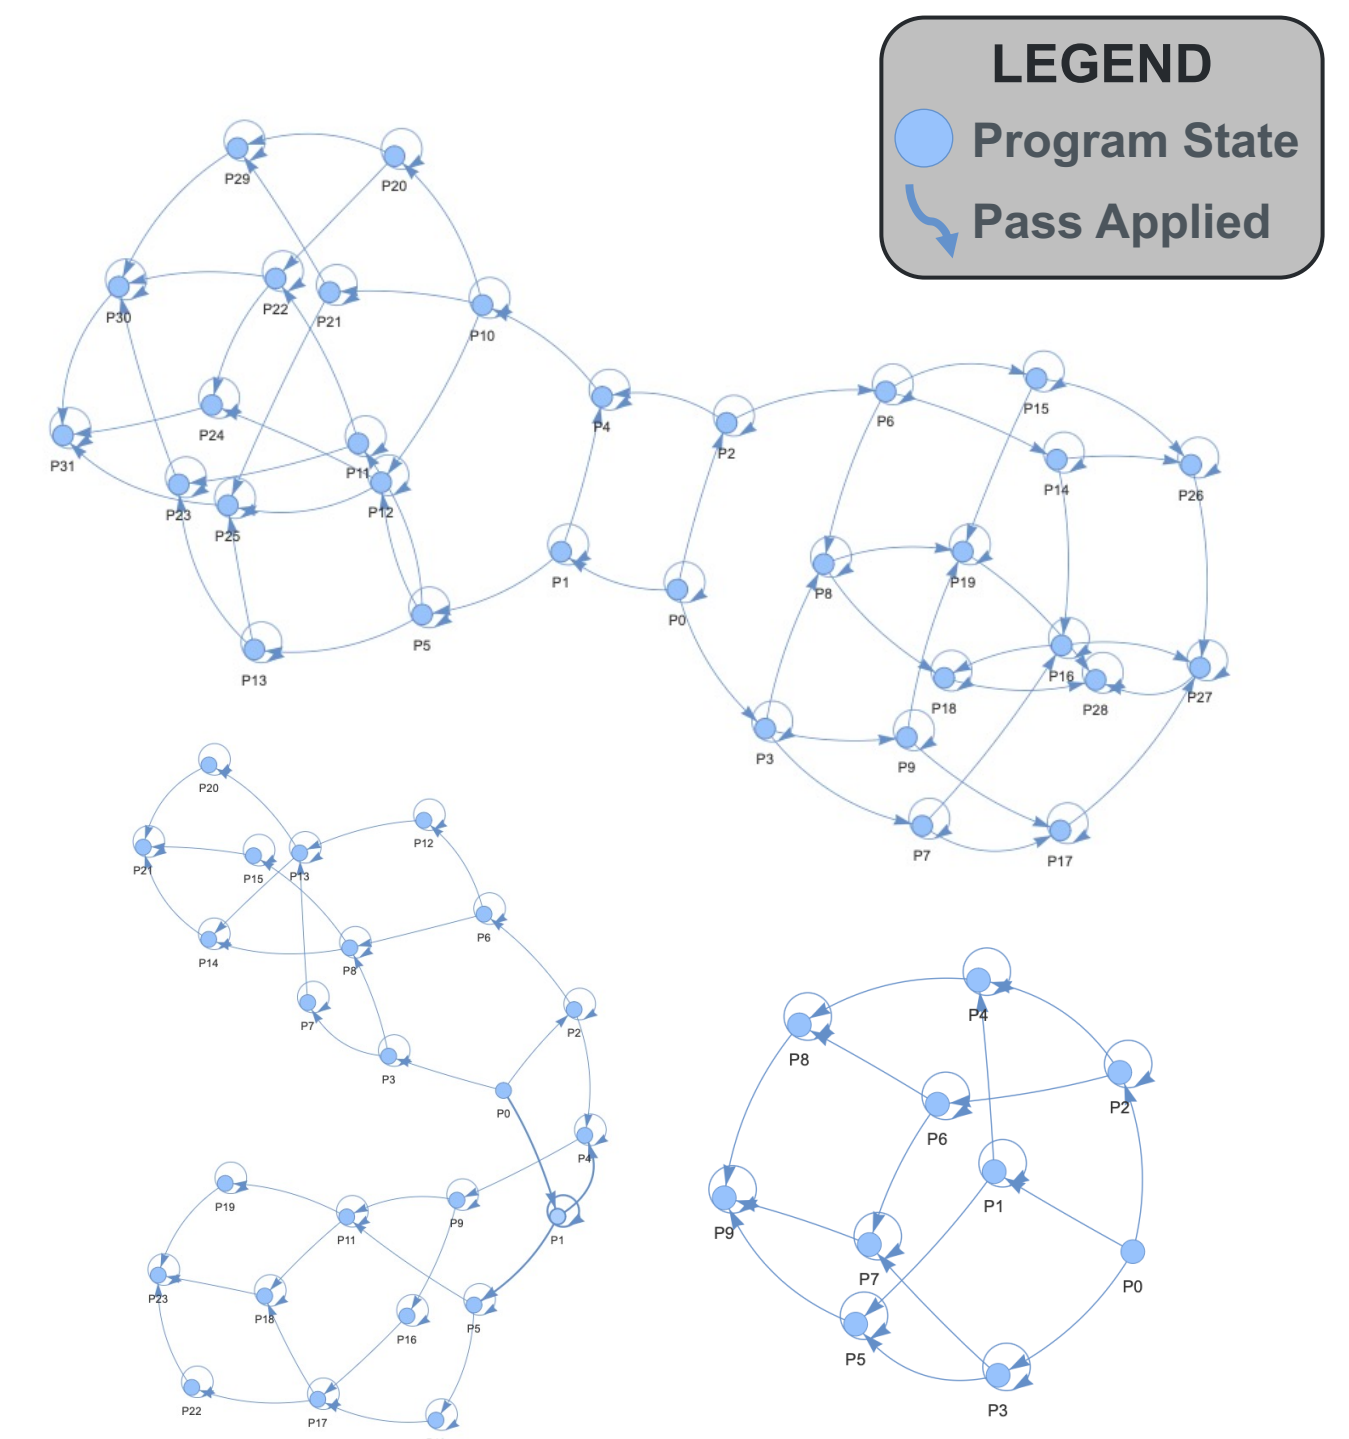 LEGEND
Program State
Pass Applied
P29
P20
P30
P22
P21
P10
P24
P31
P11
P23
P12
P25
P13
P5
P4
P2
P1
P0
P6
P15
P14
P26
P8
P19
P16
P18
P28
P27
P3
P9
P7
P17
P20
P12
P21
P15
P13
P6
P14
P8
P7
P2
P3
P0
P4
P19
P9
P11
P1
P23
P18
P5
P16
P22
P17
P4
P8
P2
P6
P1
P9
P7
P0
P5
P3